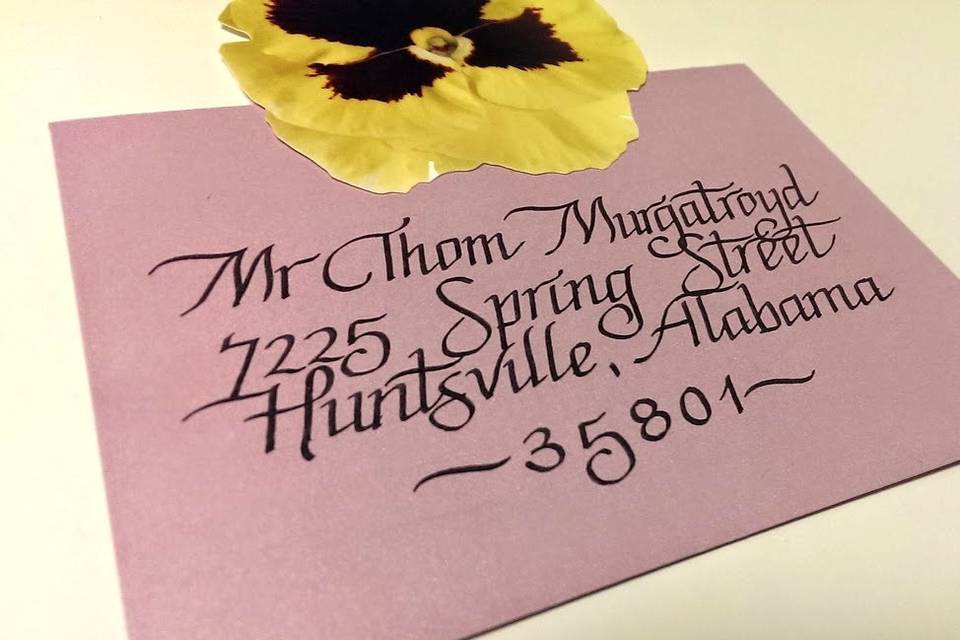 Mr Thom Murgatroyd
7225 Spring Street
Huntsville, Alabama
~35801~